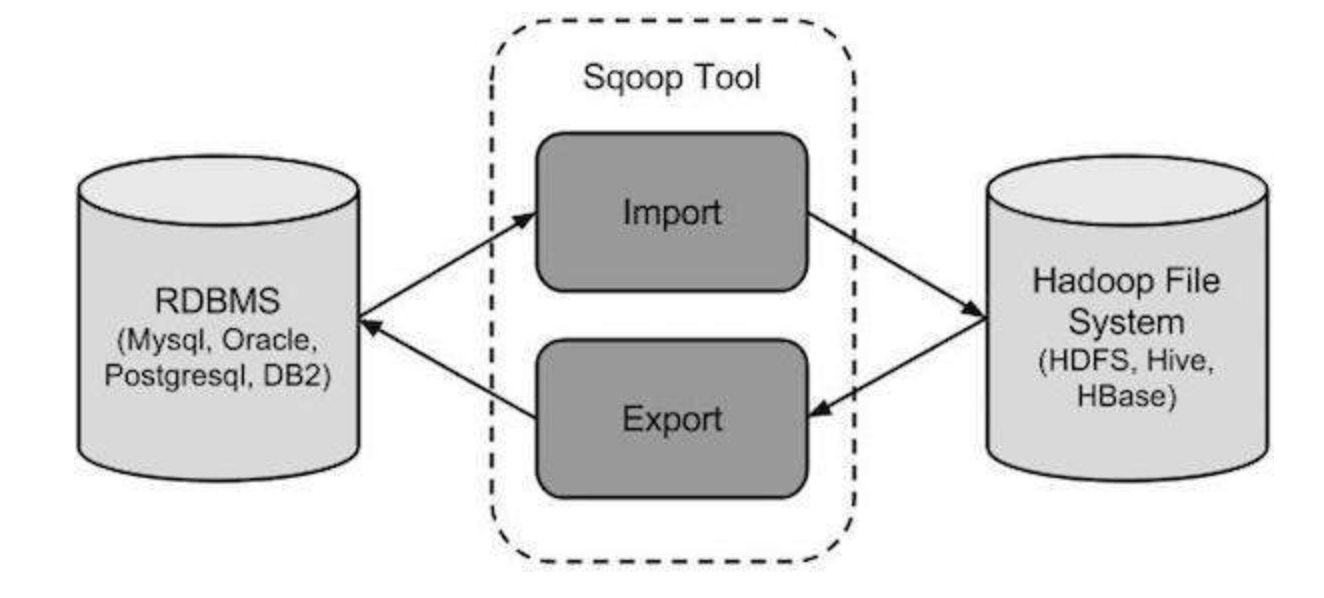 Sqoop Tool
Import
Export
RDBMS
(Mysql, Oracle,
Postgresql, DB2)
Hadoop File
System
(HDFS, Hive,
HBase)